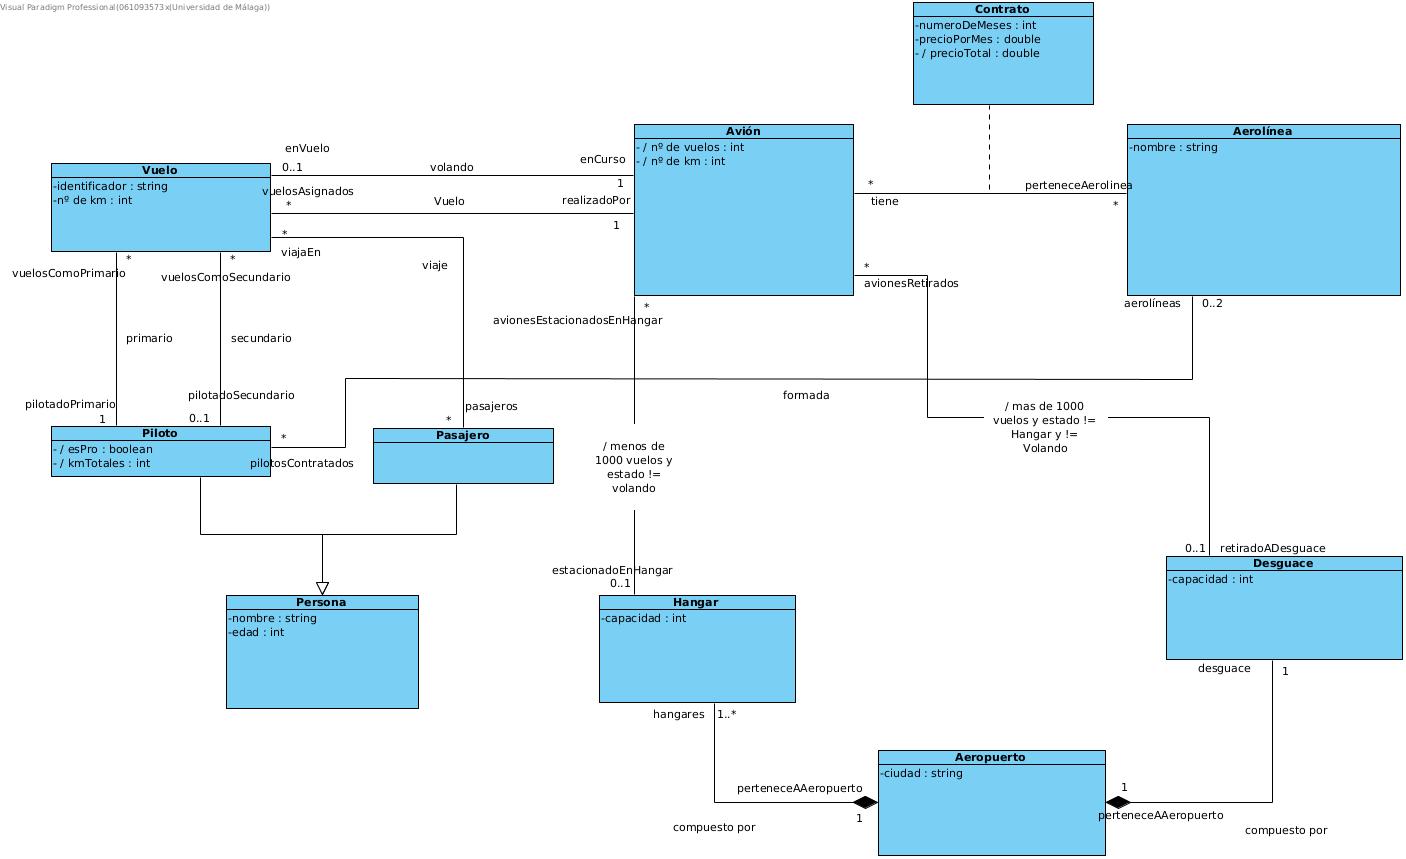 Visual Paradigm Professional(061093573x(Universidad de Málaga))
Contrato
-numeroDeMeses : int
-precioPorMes : double
- / precioTotal : double
Avión
- / nº de vuelos : int
- / nº de km : int
Aerolínea
-nombre : string
Vuelo
-identificador : string
-nº de km : int
enVuelo
0..1
volando
enCurso
1
vuelosAsignados
*
Vuelo
realizadoPor
1
*
viajaEn
viaje
*
tiene
perteneceAerolinea
*
*
avionesRetirados
aerolíneas
0..2
*
vuelosComoPrimario
*
vuelosComoSecundario
*
avionesEstacionadosEnHangar
primario
secundario
formada
pilotadoPrimario
1
pilotadoSecundario
0..1
pasajeros
*
/ mas de 1000
vuelos y estado !=
Hangar y !=
Volando
Piloto
- / esPro : boolean
- / kmTotales : int
*
pilotosContratados
Pasajero
/ menos de
1000 vuelos y
estado !=
volando
estacionadoEnHangar
0..1
0..1
retiradoADesguace
Desguace
-capacidad : int
Persona
-nombre : string
-edad : int
Hangar
-capacidad : int
desguace
1
hangares
1..*
Aeropuerto
-ciudad : string
perteneceAAeropuerto
1
compuesto por
1
perteneceAAeropuerto
compuesto por